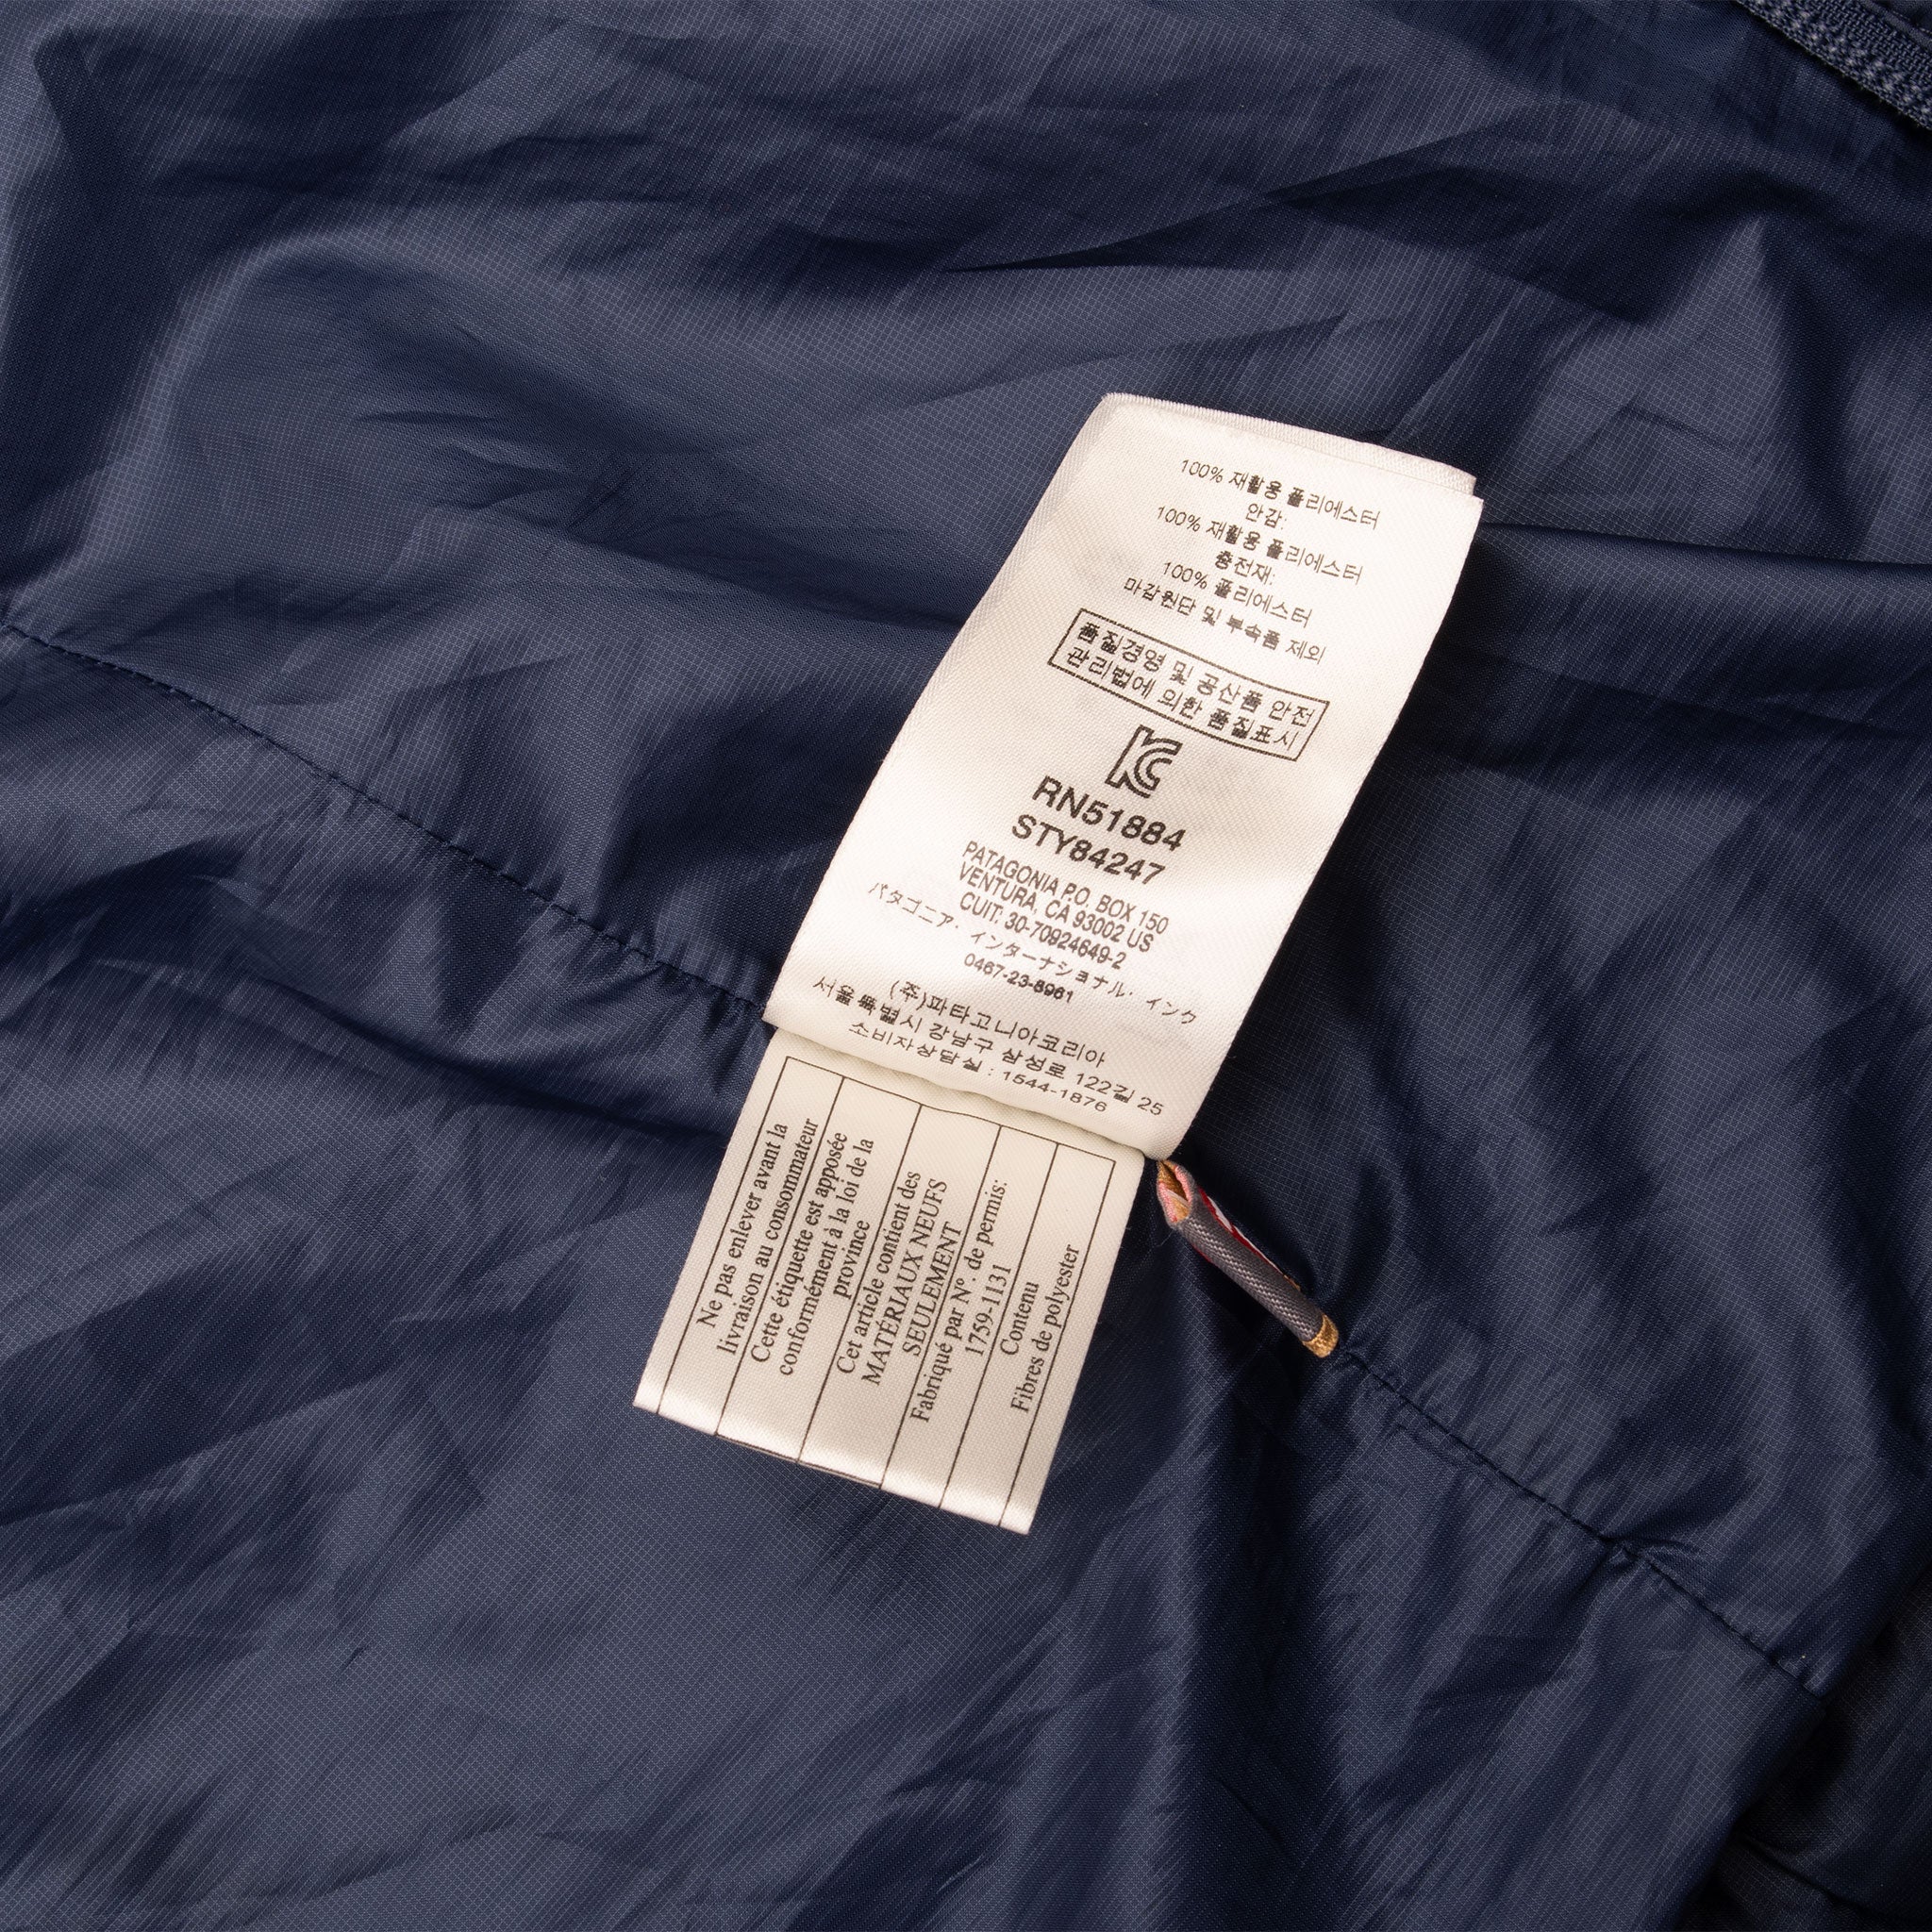 100% 재활용 폴리에스터
안감:
100% 재활용 폴리에스터
충전재:
100% 폴리에스터
마감원단 및 부속품 제외
품질경영 및 공산품 안전
관리법에 의한 품질표시
KC
RN51884
STY84247
PATAGONIA P.O. BOX 150
VENTURA, CA 93002 US
CUIT: 30-70924649-2
パタゴニア・インターナショナル・インク
0467-23-8961
(주)파타고니아코리아
서울특별시 강남구 삼성로 122길 25
소비자상담실 : 1544-1876
Ne pas enlever avant la
livraison au consommateur
Cette étiquette est apposée
conformément à la loi de la
province
Cet article contient des
MATÉRIAUX NEUFS
SEULEMENT
Fabriqué par N°. de permis:
1759-1131
Contenu
Fibres de polyester